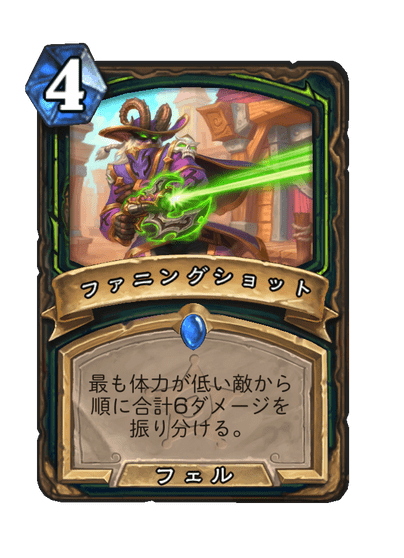 4
ファニングショット
最も体力が低い敵から
順に合計6ダメージを
振り分ける。
フェル